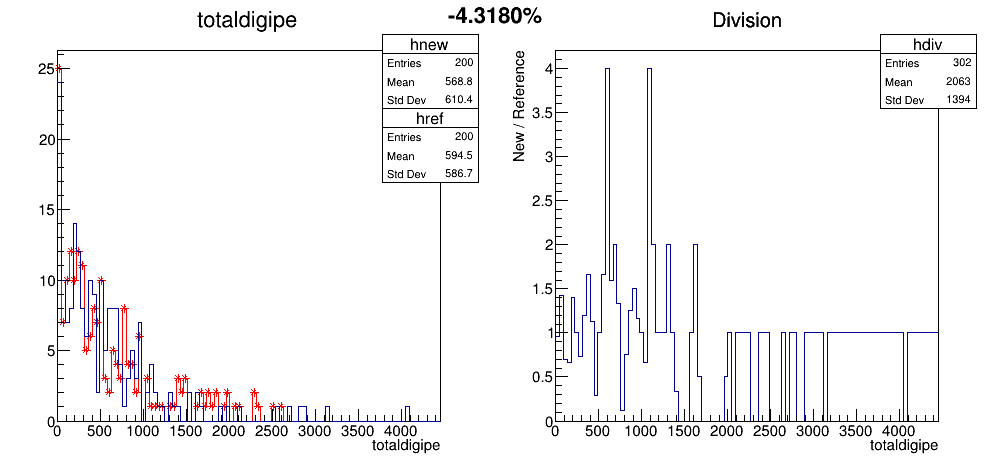 -4.3180%
totaldigipe
hnew
Entries 200
Mean 568.8
Std Dev 610.4
href
Entries 200
Mean 594.5
Std Dev 586.7
25
20
15
10
5
0
0 500 1000 1500 2000 2500 3000 3500 4000
totaldigipe
Division
hdiv
Entries 302
Mean 2063
Std Dev 1394
New / Reference
4
3.5
3
2.5
2
1.5
1
0.5
0
0 500 1000 1500 2000 2500 3000 3500 4000
totaldigipe